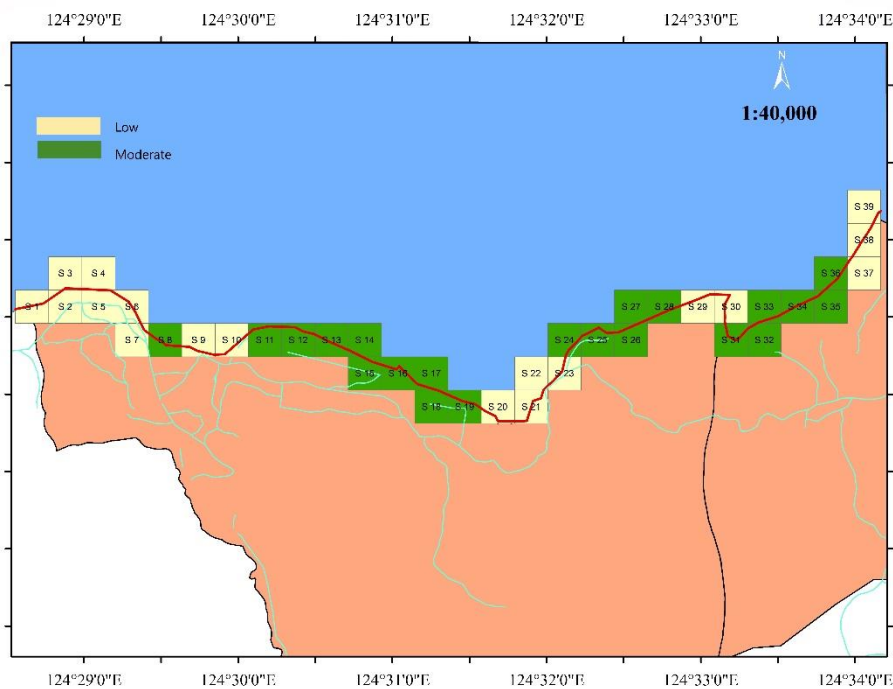 124°29'0"E 124°30'0"E 124°31'0"E 124°32'0"E 124°33'0"E 124°34'0"E
N
1:40,000
Low
Moderate
S 39
S 38
S 3 S 4 S 36 S 37
S 1 S 2 S 5 S 6 S 27 S 28 S 29 S 30 S 33 S 34 S 35
S 7 S 8 S 9 S 10 S 11 S 12 S 13 S 14 S 24 S 25 S 26 S 31 S 32
S 15 S 16 S 17 S 22 S 23
S 18 S 19 S 20 S 21
124°29'0"E 124°30'0"E 124°31'0"E 124°32'0"E 124°33'0"E 124°34'0"E